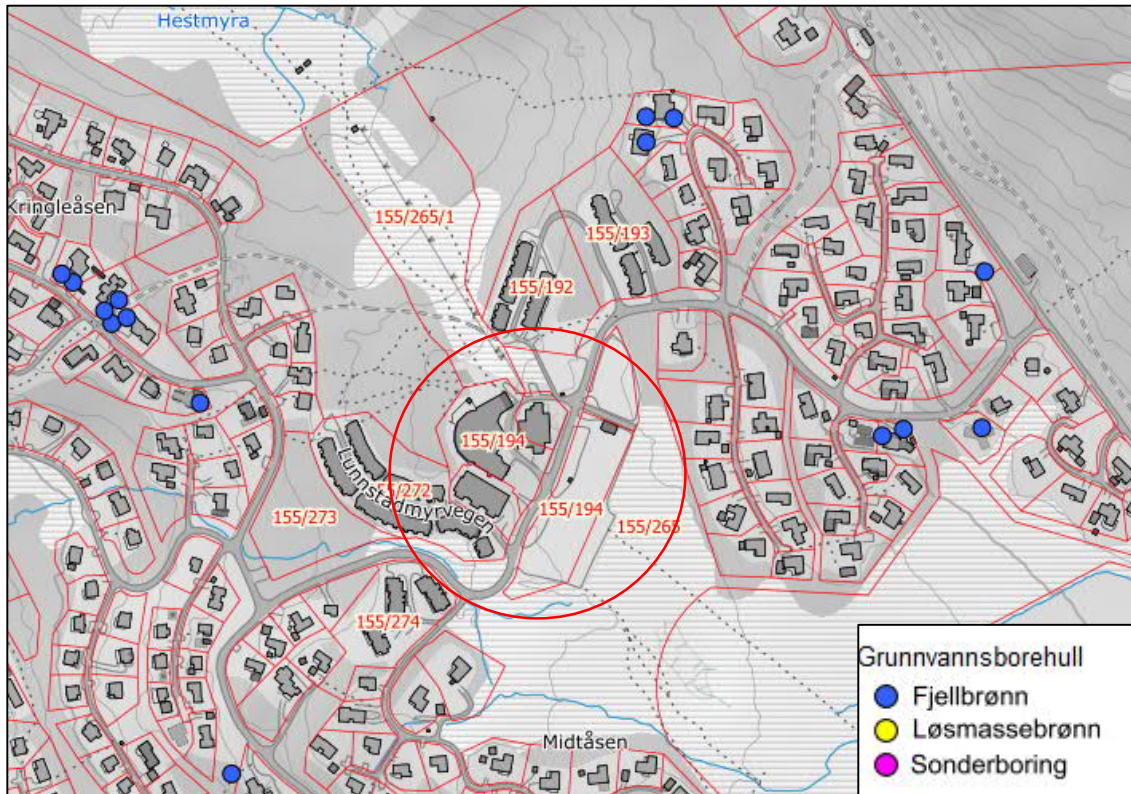 Hestmyra
Kringleåsen
155/265/1
155/193
155/192
155/194
155/272
Lunnstadmyrvegen
155/273
155/194
155/265
155/274
Midtåsen
Grunnvannsborehull
Fjellbrønn
Løsmassebrønn
Sonderboring